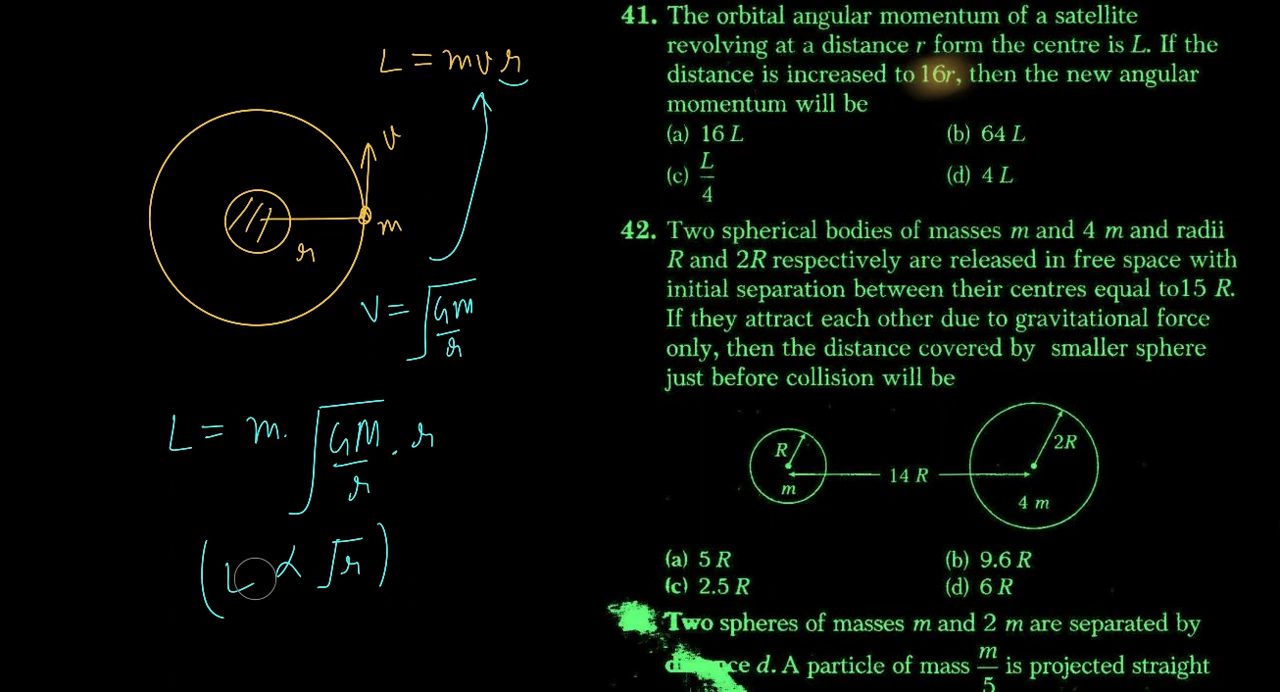 L = mvr
v
m
r
V = √(GM/r)
L = m. √(GM/r) . r
(L ∝ √r)
41. The orbital angular momentum of a satellite
revolving at a distance r form the centre is L. If the
distance is increased to 16r, then the new angular
momentum will be
(a) 16 L (b) 64 L
(c) L/4 (d) 4 L
42. Two spherical bodies of masses m and 4 m and radii
R and 2R respectively are released in free space with
initial separation between their centres equal to15 R.
If they attract each other due to gravitational force
only, then the distance covered by smaller sphere
just before collision will be
R
2R
14 R
m
4 m
(a) 5 R (b) 9.6 R
(c) 2.5 R (d) 6 R
Two spheres of masses m and 2 m are separated by
d. A particle of mass m/5 is projected straight